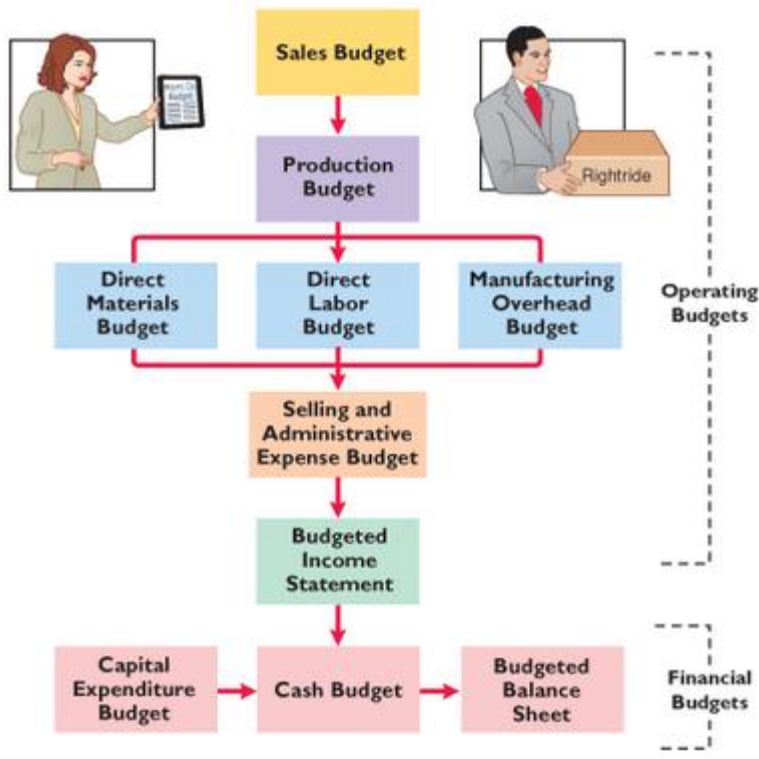 Sales Budget
Production
Budget
Rightride
Direct
Materials
Budget
Direct
Labor
Budget
Manufacturing
Overhead
Budget
Operating
Budgets
Selling and
Administrative
Expense Budget
Budgeted
Income
Statement
Capital
Expenditure
Budget
Cash Budget
Budgeted
Balance
Sheet
Financial
Budgets